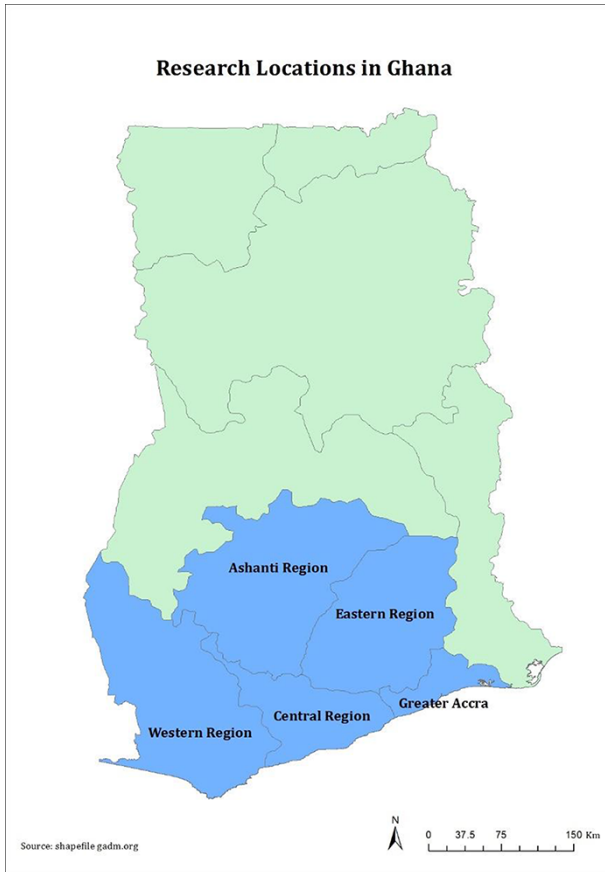 Research Locations in Ghana
Ashanti Region
Eastern Region
Greater Accra
Central Region
Western Region
N
0 37.5 75 150 Km
Source: shapefile gadm.org